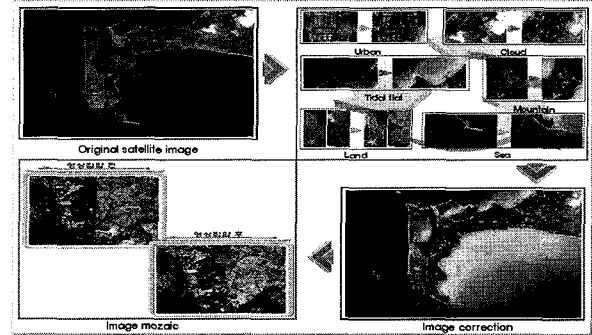 Urban
Cloud
Tidal flat
Mountain
Original satellite image
Land
Sea
Image mozaic
Image correction